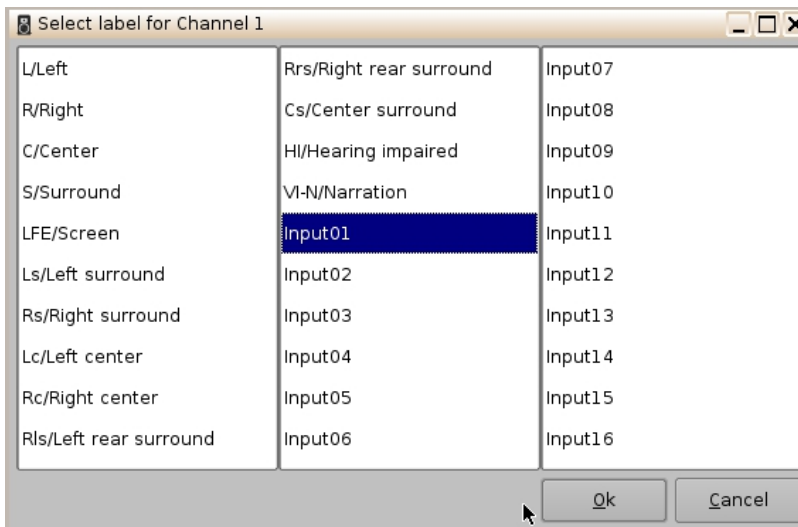 Select label for Channel 1
L/Left
R/Right
C/Center
S/Surround
LFE/Screen
Ls/Left surround
Rs/Right surround
Lc/Left center
Rc/Right center
Rls/Left rear surround
Rrs/Right rear surround
Cs/Center surround
HI/Hearing impaired
VI-N/Narration
Input01
Input02
Input03
Input04
Input05
Input06
Input07
Input08
Input09
Input10
Input11
Input12
Input13
Input14
Input15
Input16
Ok
Cancel